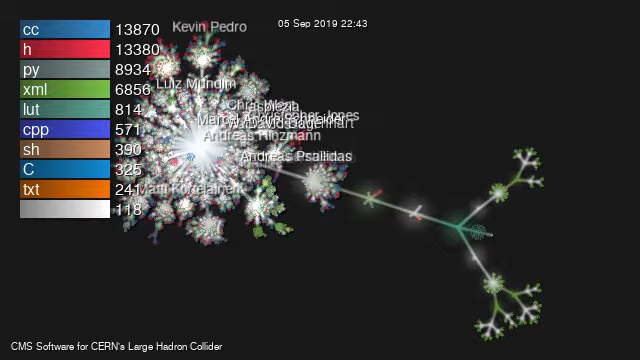 Kevin Pedro
05 Sep 2019 22:43
cc 13870
h 13380
py 8934
xml 6856
lut 814
cpp 571
sh 390
C 325
txt 241
118
Luiz Mundim
Andreas Hinzmann
Andreas Psallidas
Matti Kortelainen
CMS Software for CERN's Large Hadron Collider